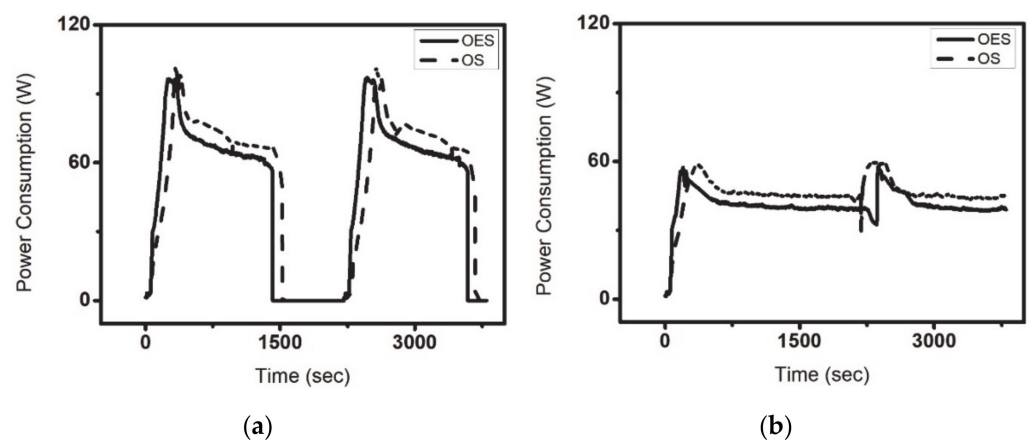 120
OES
OS
60
0
Power Consumption (W)
0
1500
3000
Time (sec)
(a)
120
OES
OS
60
0
Power Consumption (W)
0
1500
3000
Time (sec)
(b)